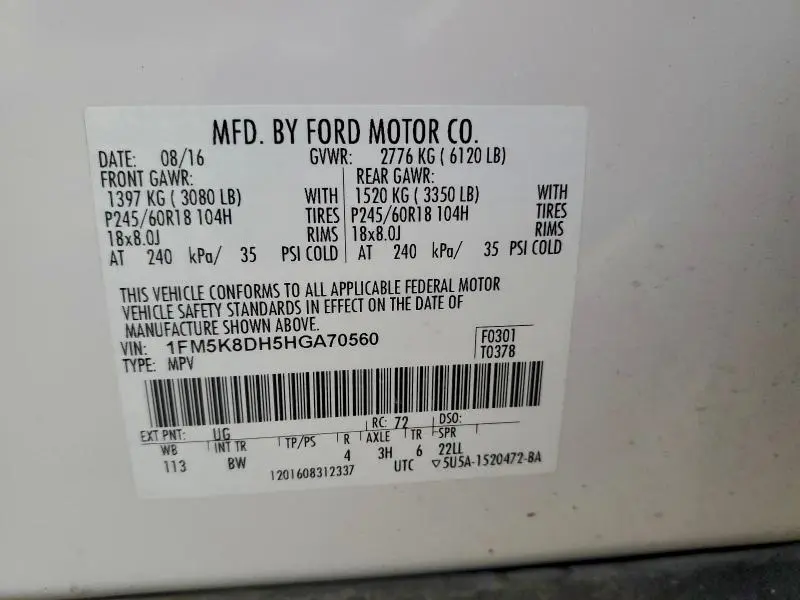 MFD. BY FORD MOTOR CO.
DATE: 08/16 GVWR: 2776 KG ( 6120 LB)
FRONT GAWR: REAR GAWR:
1397 KG ( 3080 LB) WITH 1520 KG ( 3350 LB) WITH
P245/60R18 104H TIRES P245/60R18 104H TIRES
18x8.0J RIMS 18x8.0J RIMS
AT 240 kPa/ 35 PSI COLD AT 240 kPa/ 35 PSI COLD
THIS VEHICLE CONFORMS TO ALL APPLICABLE FEDERAL MOTOR
VEHICLE SAFETY STANDARDS IN EFFECT ON THE DATE OF
MANUFACTURE SHOWN ABOVE.
VIN: 1FM5K8DH5HGA70560 F0301
TYPE: MPV T0378
EXT PNT: UG RC: 72 DSO:
WB INT TR TP/PS R AXLE TR SPR
113 BW 4 3H 6 22LL
1201608312337 UTC ▽5U5A-1520472-BA